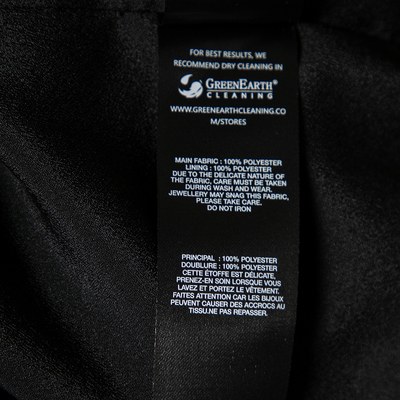 FOR BEST RESULTS, WE
RECOMMEND DRY CLEANING IN
GREENEARTH®
CLEANING
WWW.GREENEARTHCLEANING.CO
M/STORES
MAIN FABRIC : 100% POLYESTER
LINING : 100% POLYESTER
DUE TO THE DELICATE NATURE OF
THE FABRIC, CARE MUST BE TAKEN
DURING WASH AND WEAR.
JEWELLERY MAY SNAG THIS FABRIC,
PLEASE TAKE CARE.
DO NOT IRON
PRINCIPAL : 100% POLYESTER
DOUBLURE : 100% POLYESTER
CETTE ÉTOFFE EST DÉLICATE,
PRENEZ-EN SOIN LORSQUE VOUS
LAVEZ ET PORTEZ LE VÊTEMENT.
FAITES ATTENTION CAR LES BIJOUX
PEUVENT CAUSER DES ACCROCS AU
TISSU.NE PAS REPASSER.